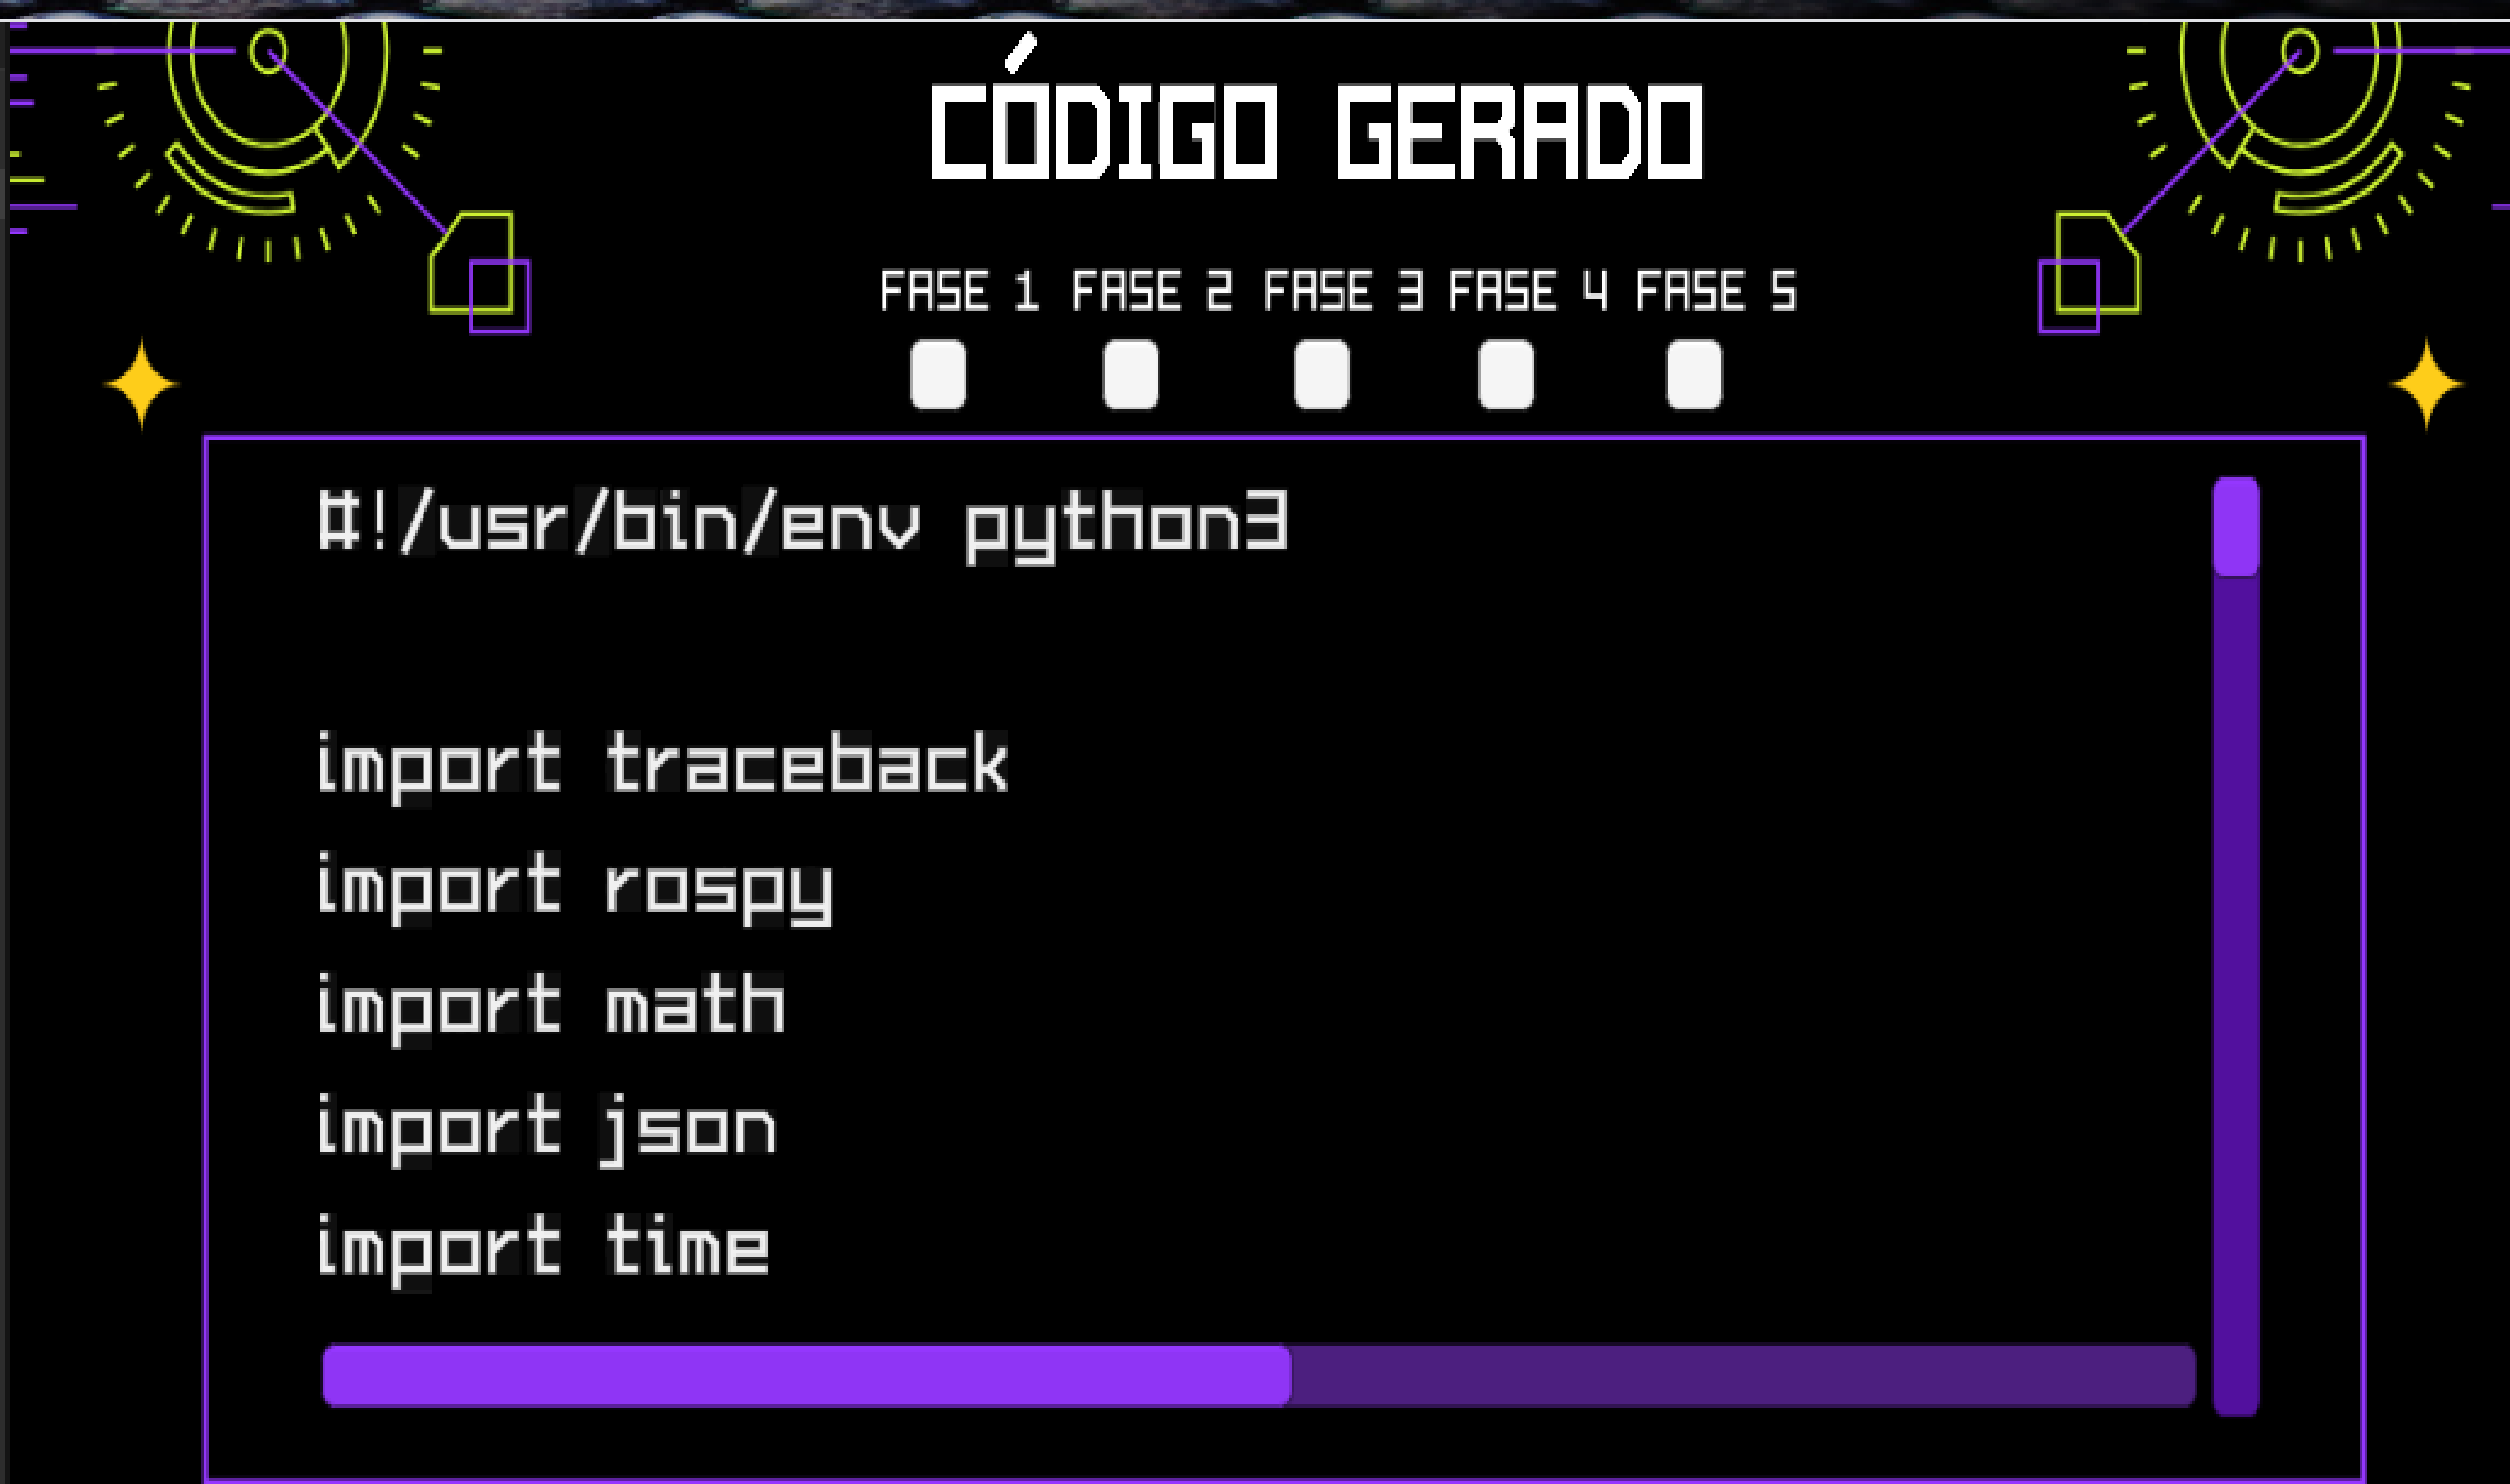 CÓDIGO GERADO
FASE 1 FASE 2 FASE 3 FASE 4 FASE 5
#!/usr/bin/env python3
import traceback
import rospy
import math
import json
import time